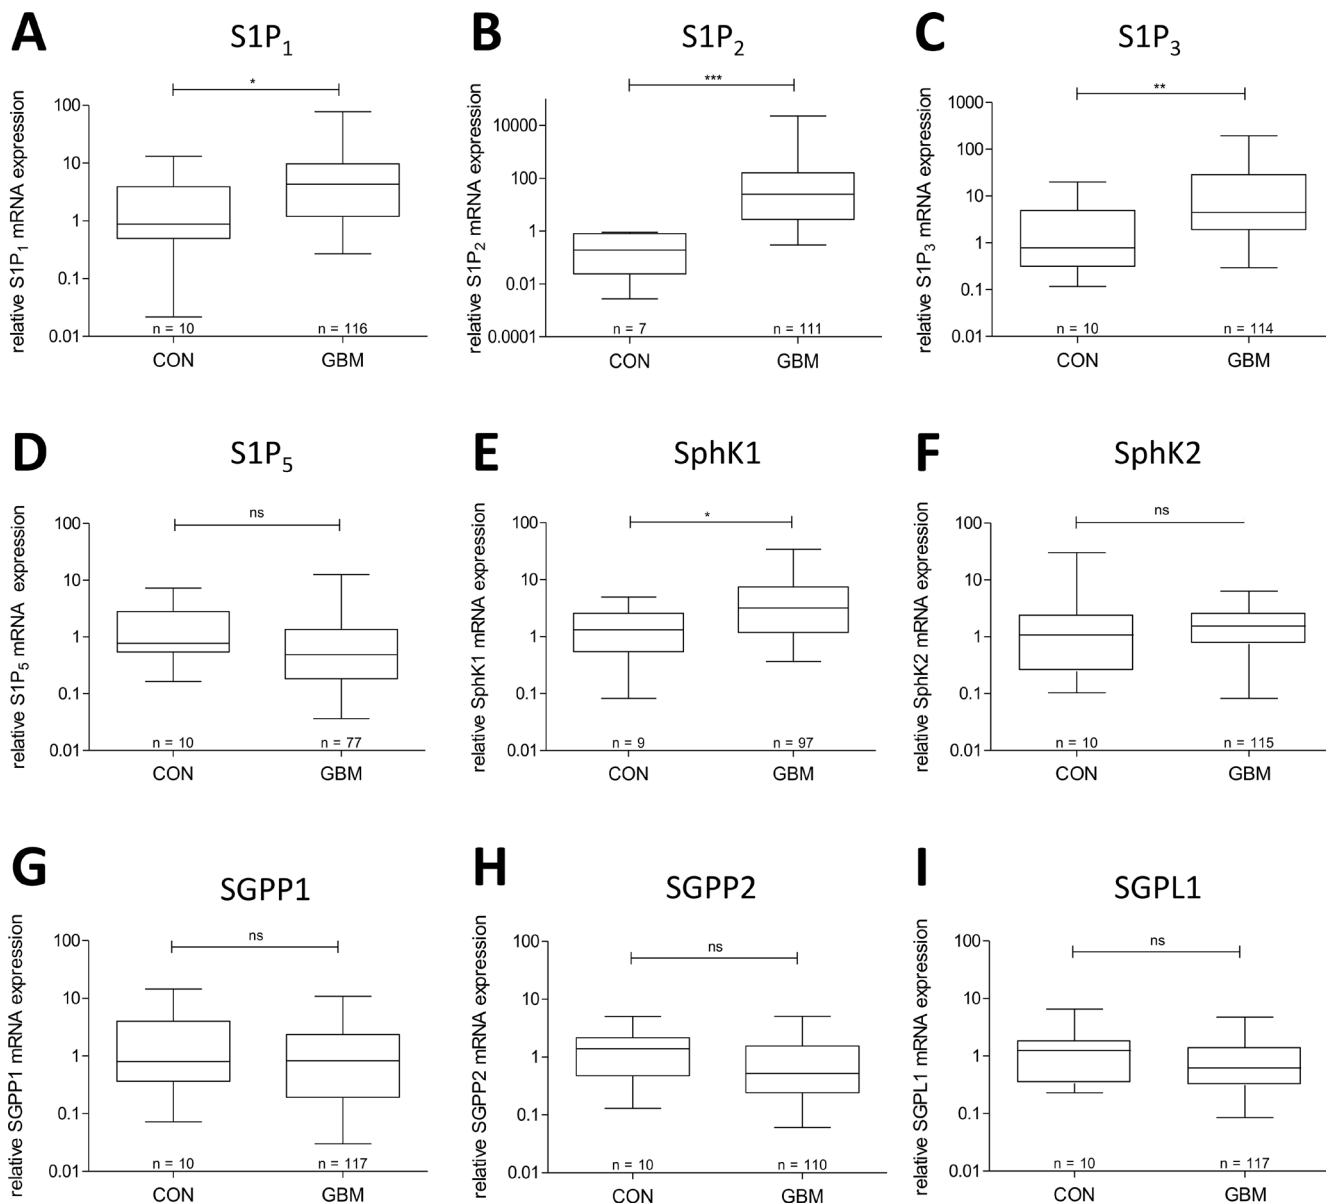 A
S1P1
relative S1P1 mRNA expression
*
100
10
1
0.1
0.01
n = 10
n = 116
CON
GBM
B
S1P2
relative S1P2 mRNA expression
***
10000
100
1
0.01
0.0001
n = 7
n = 111
CON
GBM
C
S1P3
relative S1P3 mRNA expression
**
1000
100
10
1
0.1
0.01
n = 10
n = 114
CON
GBM
D
S1P5
relative S1P5 mRNA expression
ns
100
10
1
0.1
0.01
n = 10
n = 77
CON
GBM
E
SphK1
relative SphK1 mRNA expression
*
100
10
1
0.1
0.01
n = 9
n = 97
CON
GBM
F
SphK2
relative SphK2 mRNA expression
ns
100
10
1
0.1
0.01
n = 10
n = 115
CON
GBM
G
SGPP1
relative SGPP1 mRNA expression
ns
100
10
1
0.1
0.01
n = 10
n = 117
CON
GBM
H
SGPP2
relative SGPP2 mRNA expression
ns
100
10
1
0.1
0.01
n = 10
n = 110
CON
GBM
I
SGPL1
relative SGPL1 mRNA expression
ns
100
10
1
0.1
0.01
n = 10
n = 117
CON
GBM